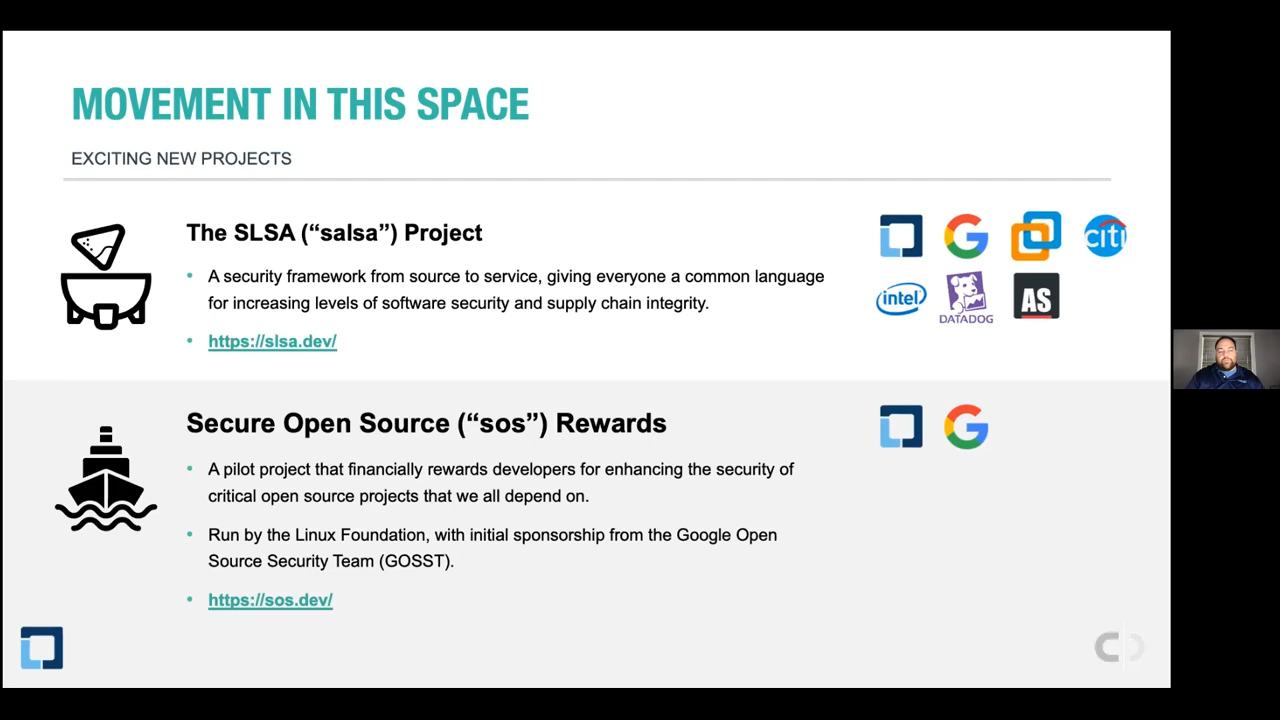 MOVEMENT IN THIS SPACE
EXCITING NEW PROJECTS
The SLSA (“salsa”) Project
• A security framework from source to service, giving everyone a common language
for increasing levels of software security and supply chain integrity.
• https://slsa.dev/
citi
intel
DATADOG
AS
Secure Open Source (“sos”) Rewards
• A pilot project that financially rewards developers for enhancing the security of
critical open source projects that we all depend on.
• Run by the Linux Foundation, with initial sponsorship from the Google Open
Source Security Team (GOSST).
• https://sos.dev/